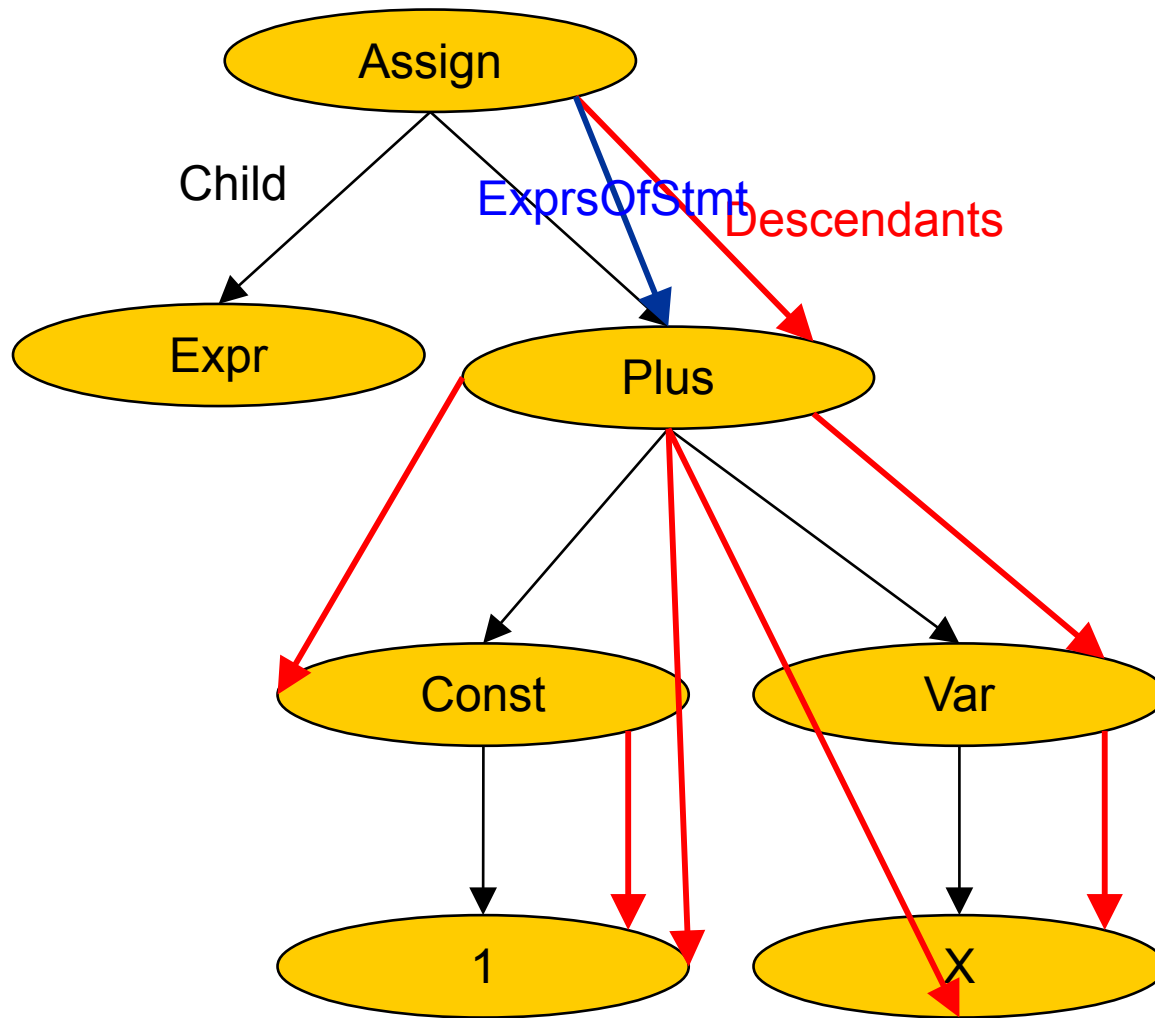 Assign
Child
ExprsOfStmt
Descendants
Expr
Plus
Const
Var
1
X